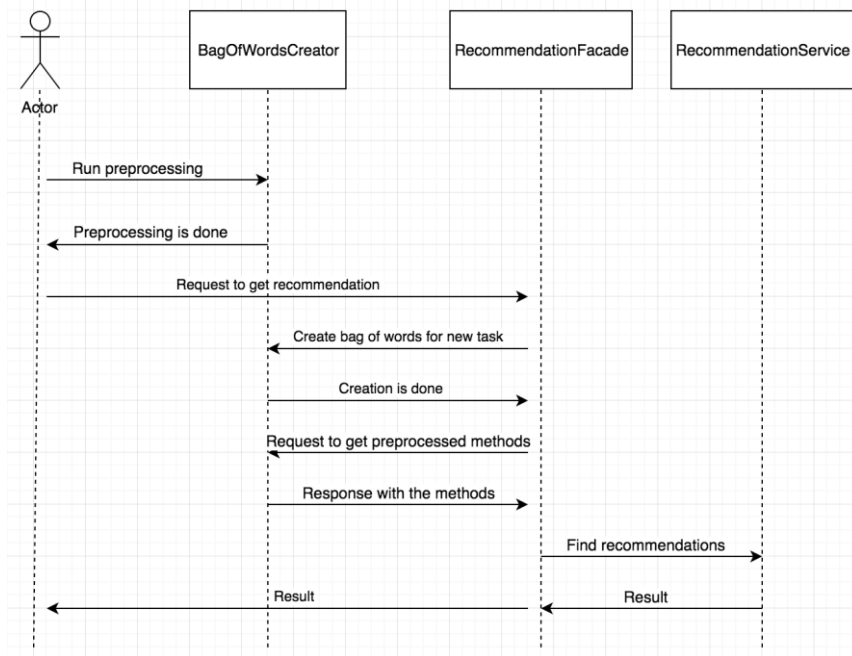 BagOfWordsCreator
RecommendationFacade
RecommendationService
Actor
Run preprocessing
Preprocessing is done
Request to get recommendation
Create bag of words for new task
Creation is done
Request to get preprocessed methods
Response with the methods
Find recommendations
Result
Result